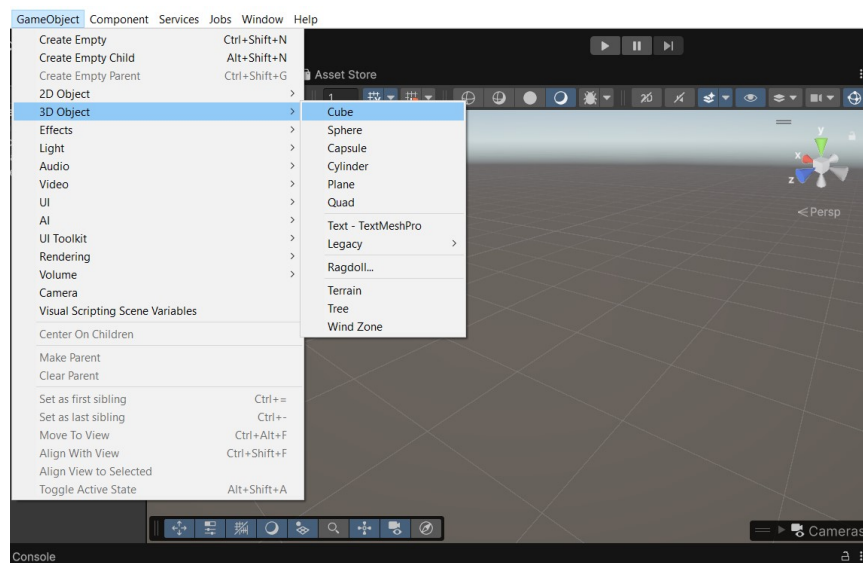 GameObject Component Services Jobs Window Help
Create Empty Ctrl+Shift+N
Create Empty Child Alt+Shift+N
Create Empty Parent Ctrl+Shift+G
Asset Store
2D Object
1
2D
3D Object
Cube
Effects
Sphere
Light
Capsule
y
Audio
Cylinder
x
Video
Plane
z
UI
Quad
Persp
AI
Text - TextMeshPro
UI Toolkit
Legacy
Rendering
Ragdoll...
Volume
Camera
Terrain
Visual Scripting Scene Variables
Tree
Wind Zone
Center On Children
Make Parent
Clear Parent
Set as first sibling Ctrl+=
Set as last sibling Ctrl+-
Move To View Ctrl+Alt+F
Align With View Ctrl+Shift+F
Align View to Selected
Toggle Active State Alt+Shift+A
Cameras
Console